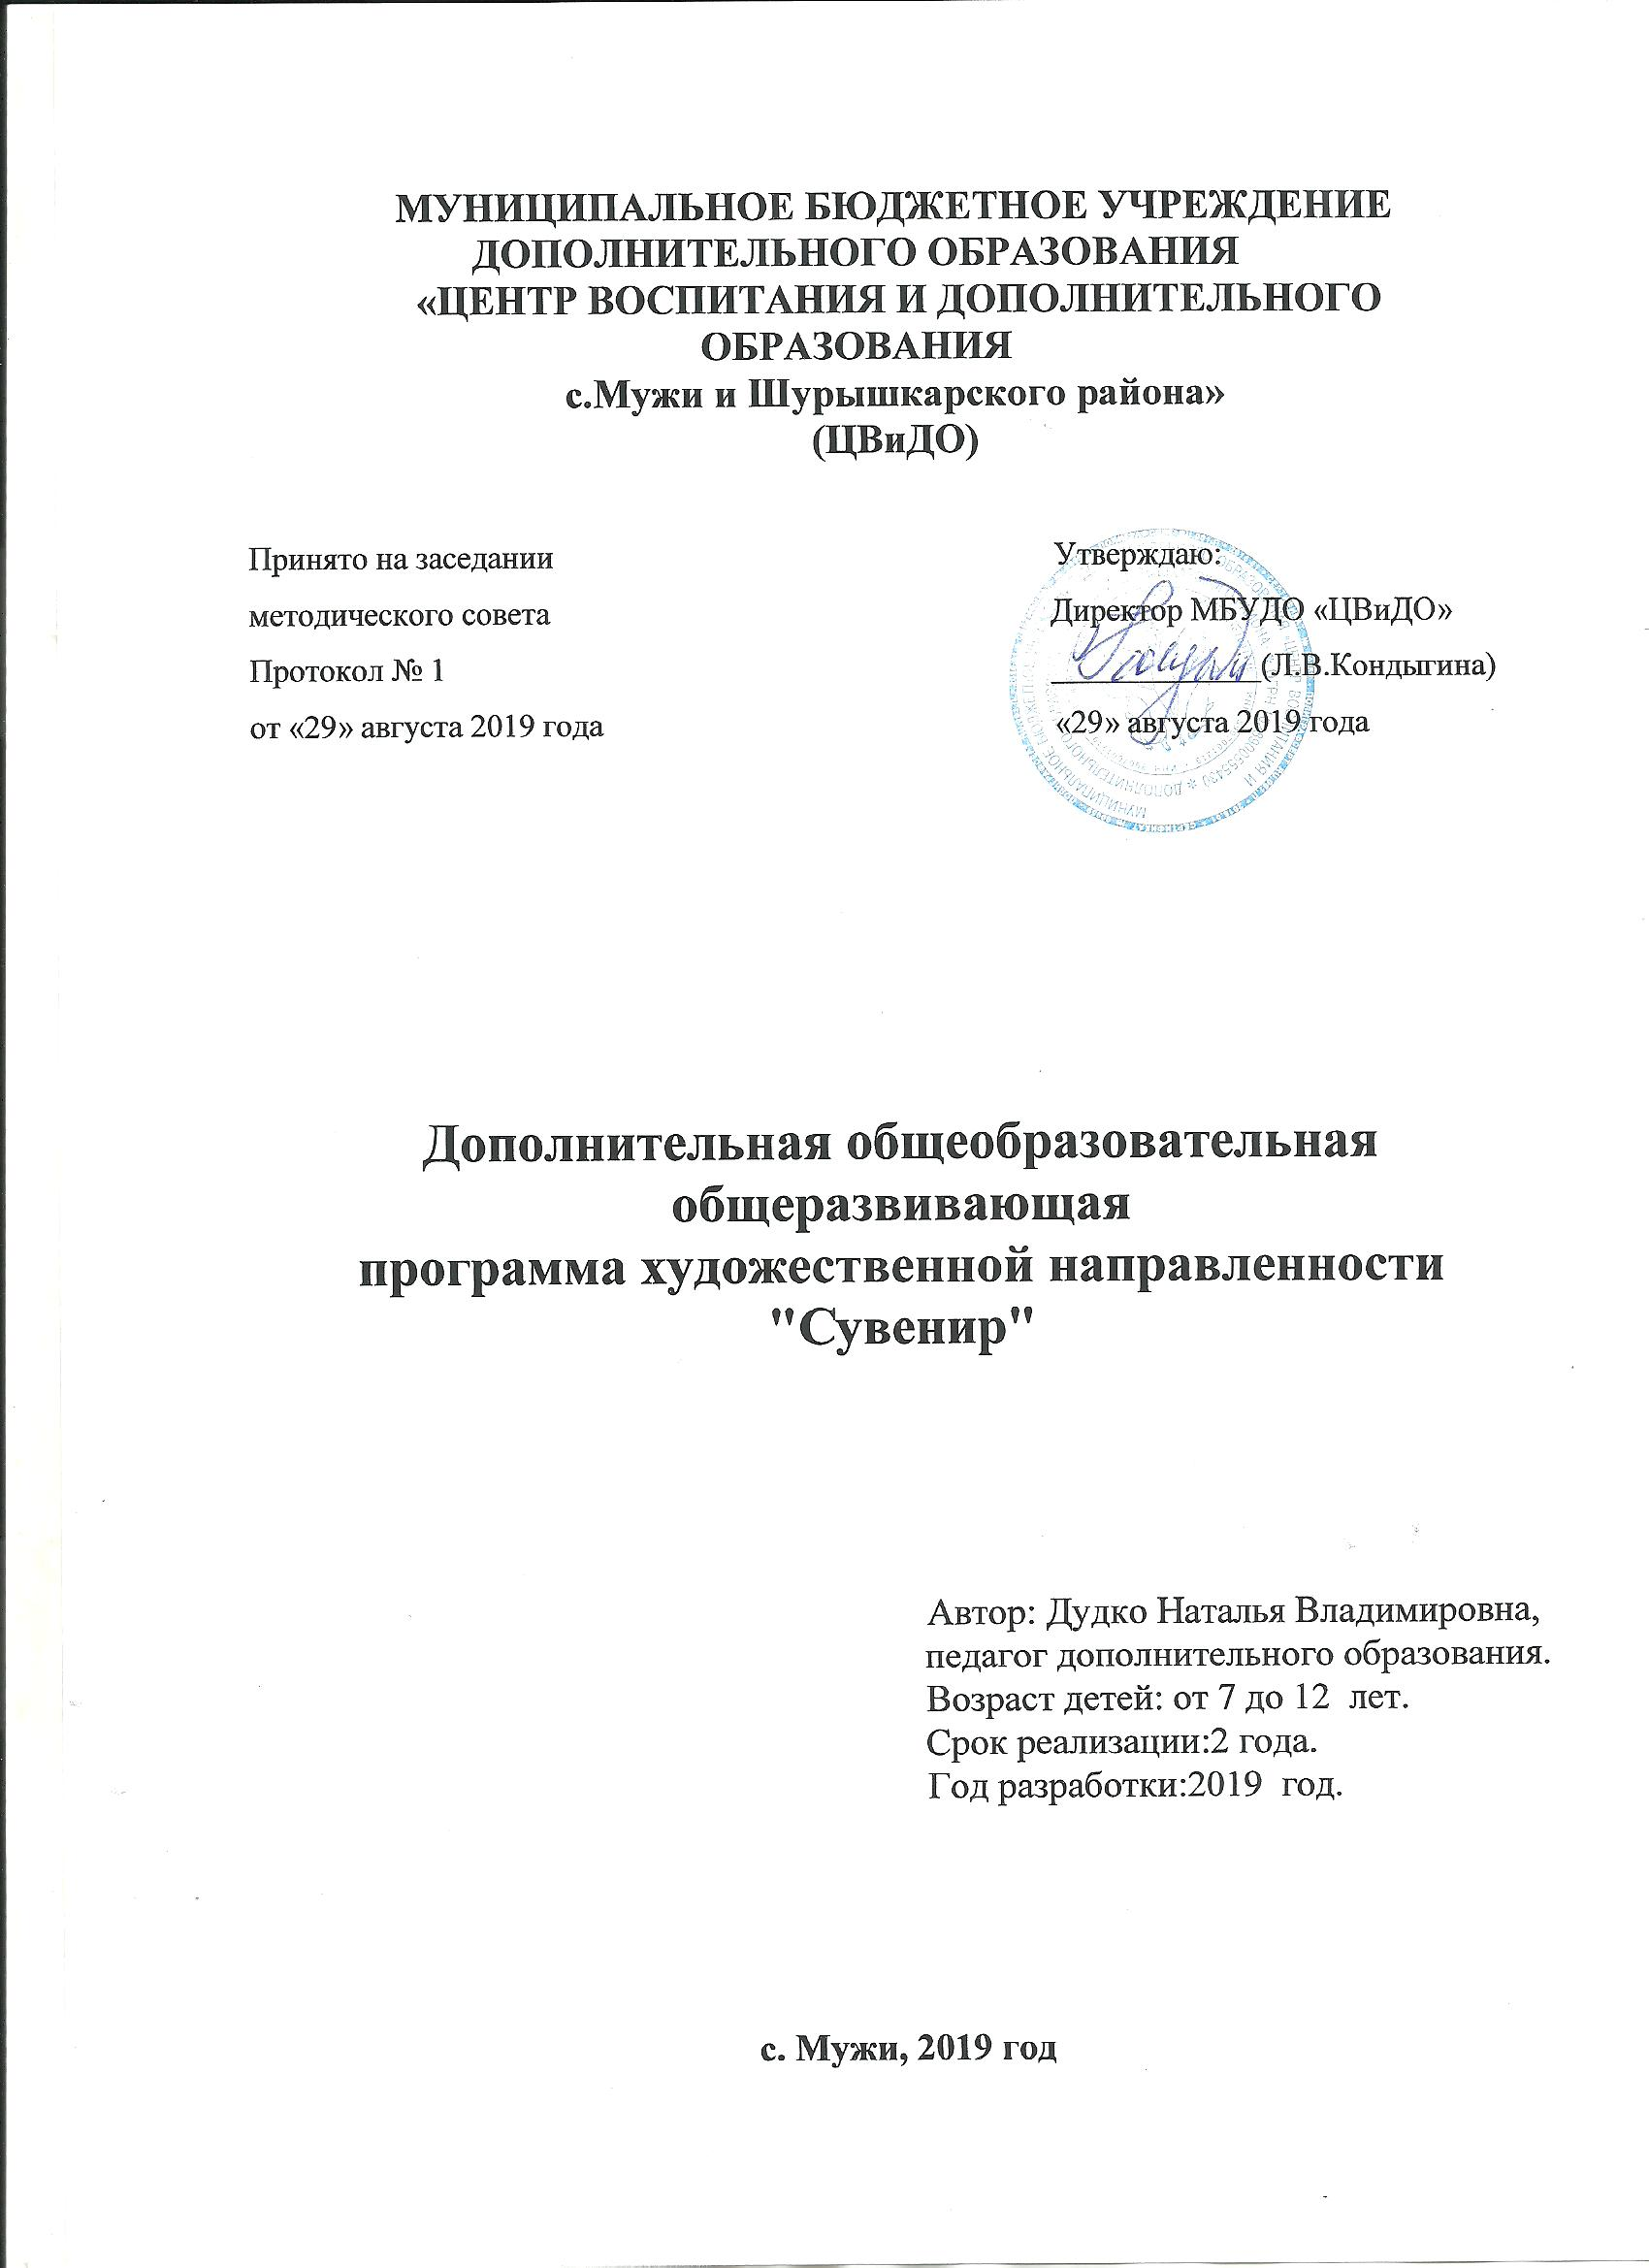 МУНИЦИПАЛЬНОЕ БЮДЖЕТНОЕ УЧРЕЖДЕНИЕ
ДОПОЛНИТЕЛЬНОГО ОБРАЗОВАНИЯ
«ЦЕНТР ВОСПИТАНИЯ И ДОПОЛНИТЕЛЬНОГО
ОБРАЗОВАНИЯ
с.Мужи и Шурышкарского района»
(ЦВиДО)
Принято на заседании
методического совета
Протокол № 1
от «29» августа 2019 года
Утверждаю:
Директор МБУДО «ЦВиДО»
(Л.В.Кондыгина)
«29» августа 2019 года
Дополнительная общеобразовательная
общеразвивающая
программа художественной направленности
"Сувенир"
Автор: Дудко Наталья Владимировна,
педагог дополнительного образования.
Возраст детей: от 7 до 12  лет.
Срок реализации:2 года.
Год разработки:2019  год.
с. Мужи, 2019 год